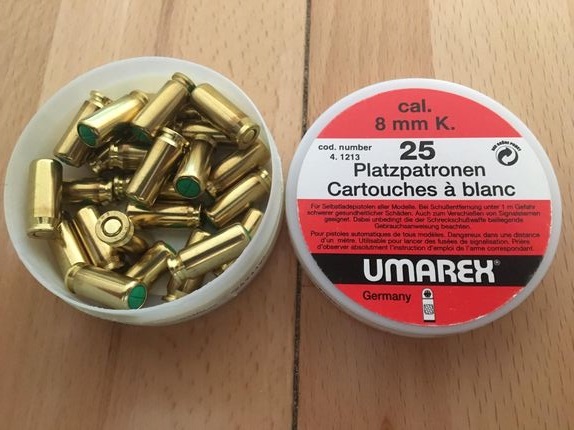 cal.
8 mm K.
cod. number
4. 1213
25
Platzpatronen
Cartouches à blanc
Für Selbstladepistolen aller Modelle. Bei Schußentfernung unter 1 m Gefahr
schwerer gesundheitlicher Schäden. Auch zum Verschießen von Signalsternen
geeignet. Dabei unbedingt die der Schreckschußwaffe beiliegende
Gebrauchsanweisung beachten.
Pour pistoles automatiques de tous modèles. Dangereux dans une distance
d'un mètre. Utilisable pour lancer des fusées de signalisation. Prière
d'observer absolutment l'instruction d'emploi de l'arme correspondant
UMAREX®
Germany